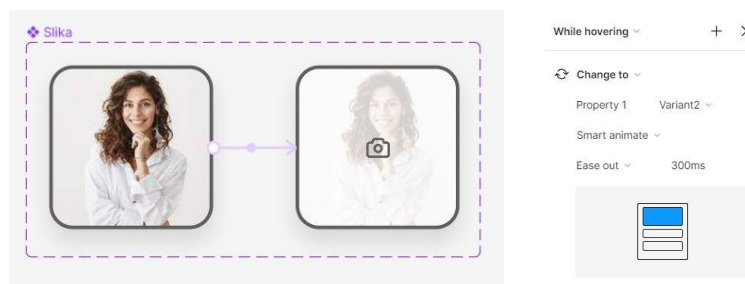 Slika
While hovering
Change to
Property 1 Variant2
Smart animate
Ease out 300ms